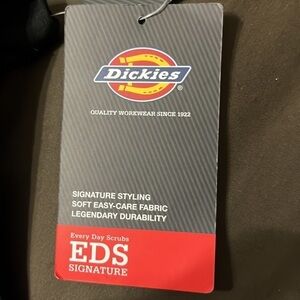 Dickies
®
QUALITY WORKWEAR SINCE 1922
SIGNATURE STYLING
SOFT EASY-CARE FABRIC
LEGENDARY DURABILITY
Every Day Scrubs
EDS
SIGNATURE